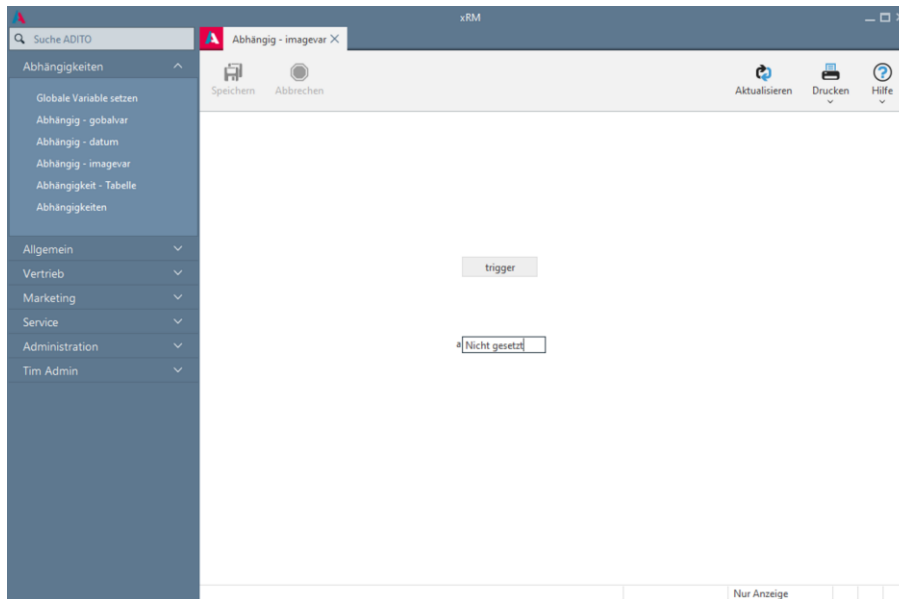 xRM
Suche ADITO
Abhängig - imagevar
Abhängigkeiten
Speichern
Abbrechen
Aktualisieren
Drucken
Hilfe
Globale Variable setzen
Abhängig - gobalvar
Abhängig - datum
Abhängig - imagevar
Abhängigkeit - Tabelle
Abhängigkeiten
Allgemein
Vertrieb
Marketing
Service
Administration
Tim Admin
trigger
a Nicht gesetzt
Nur Anzeige